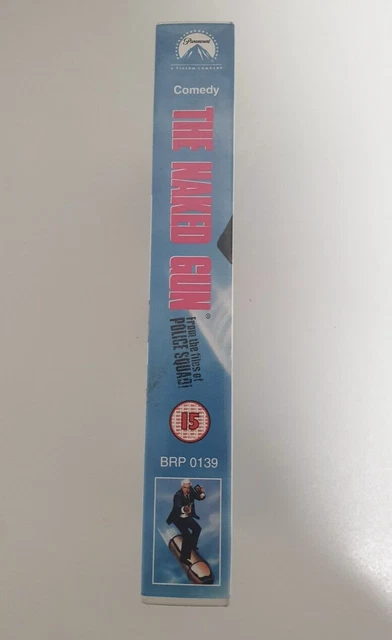 Paramount
A VIACOM COMPANY
Comedy
THE NAKED GUN®
From the files of
POLICE SQUAD!
15
BRP 0139